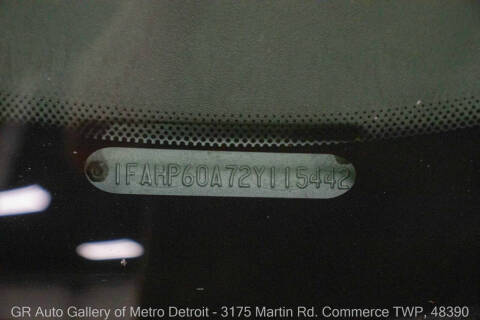 1FAHP60A72Y115442
GR Auto Gallery of Metro Detroit - 3175 Martin Rd. Commerce TWP, 48390